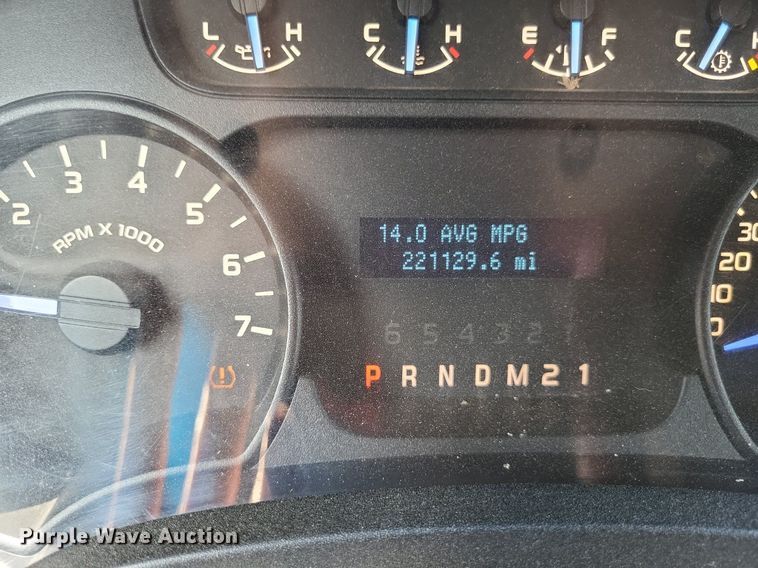 L H C H E F C H
2 3 4 5 6 7
RPM X 1000
14.0 AVG MPG
221129.6 mi
30
20
10
0
6 5 4 3 2 1
P R N D M 2 1
Purple Wave Auction®